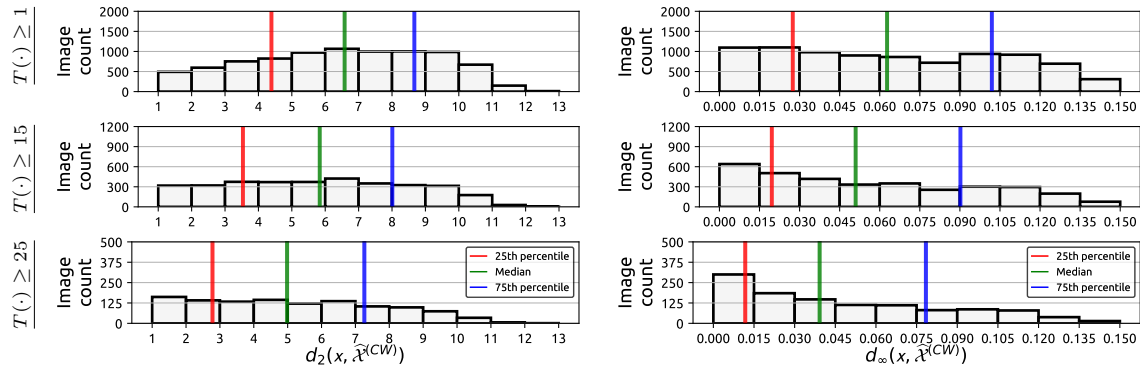 T(·) ≥ 1
Image count
2000
1500
1000
500
0
1 2 3 4 5 6 7 8 9 10 11 12 13
Image count
2000
1500
1000
500
0
0.000 0.015 0.030 0.045 0.060 0.075 0.090 0.105 0.120 0.135 0.150
T(·) ≥ 15
Image count
1200
900
600
300
0
1 2 3 4 5 6 7 8 9 10 11 12 13
Image count
1200
900
600
300
0
0.000 0.015 0.030 0.045 0.060 0.075 0.090 0.105 0.120 0.135 0.150
T(·) ≥ 25
Image count
500
375
250
125
0
25th percentile
Median
75th percentile
1 2 3 4 5 6 7 8 9 10 11 12 13
d₂(x, X̂⁽ᶜᵂ⁾)
Image count
500
375
250
125
0
25th percentile
Median
75th percentile
0.000 0.015 0.030 0.045 0.060 0.075 0.090 0.105 0.120 0.135 0.150
d∞(x, X̂⁽ᶜᵂ⁾)